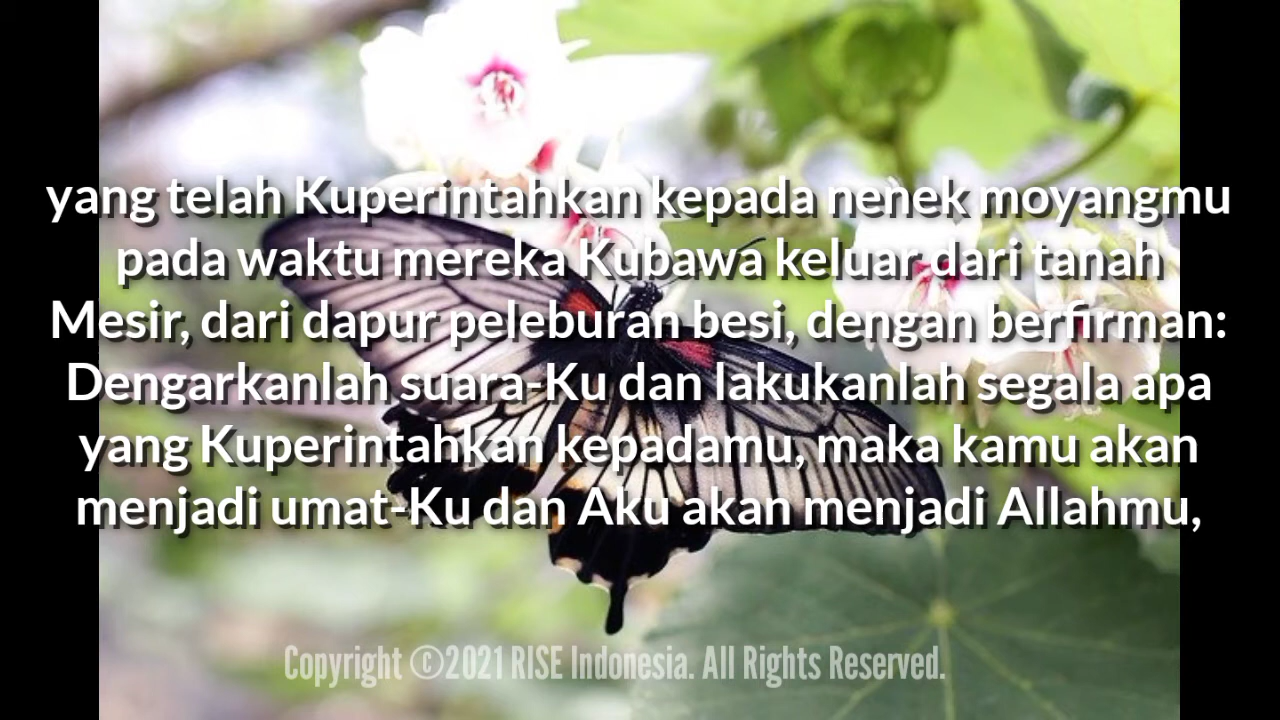 yang telah Kuperintahkan kepada nenek moyangmu
pada waktu mereka Kubawa keluar dari tanah
Mesir, dari dapur peleburan besi, dengan berfirman:
Dengarkanlah suara-Ku dan lakukanlah segala apa
yang Kuperintahkan kepadamu, maka kamu akan
menjadi umat-Ku dan Aku akan menjadi Allahmu,
Copyright ©2021 RISE Indonesia. All Rights Reserved.